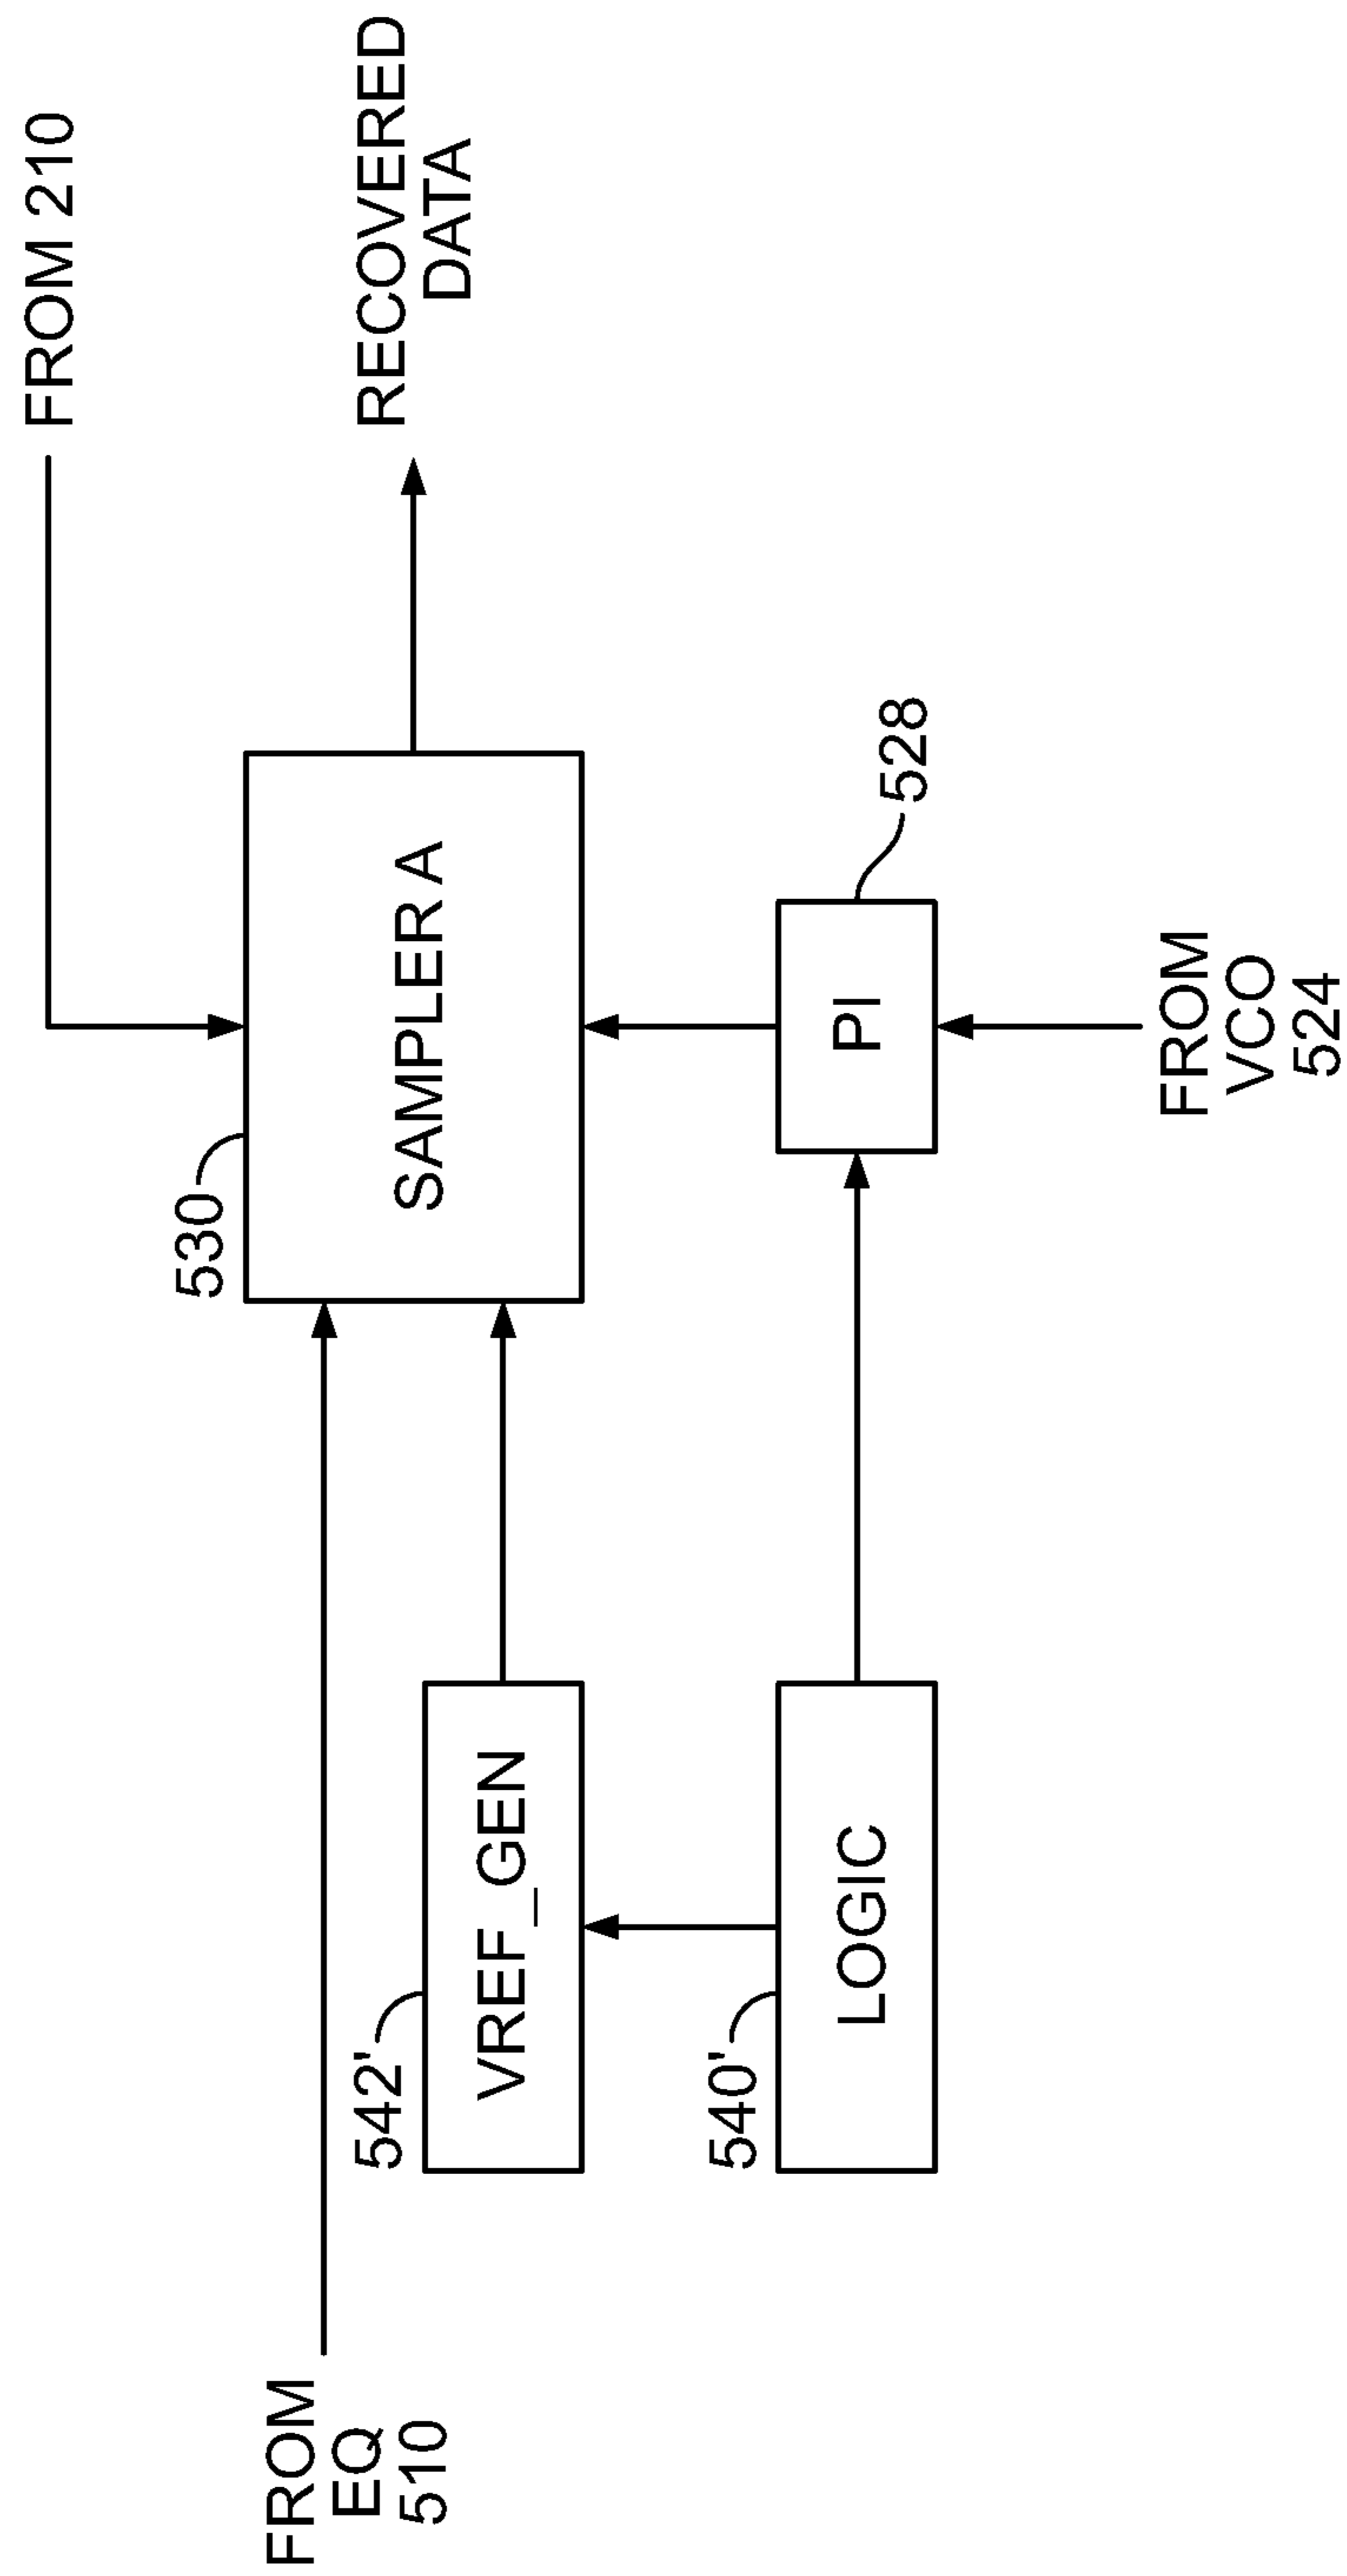 FROM 210
RECOVERED
DATA
530
SAMPLER A
FROM
EQ
510
542'
VREF_GEN
528
PI
540'
LOGIC
FROM
VCO
524